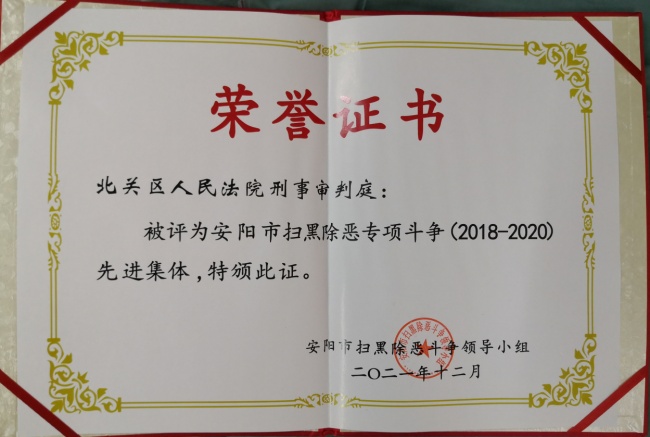 荣誉证书
北关区人民法院刑事审判庭:
被评为安阳市扫黑除恶专项斗争(2018-2020)
先进集体,特颁此证。
安阳市扫黑除恶斗争领导小组
二〇二一年十二月